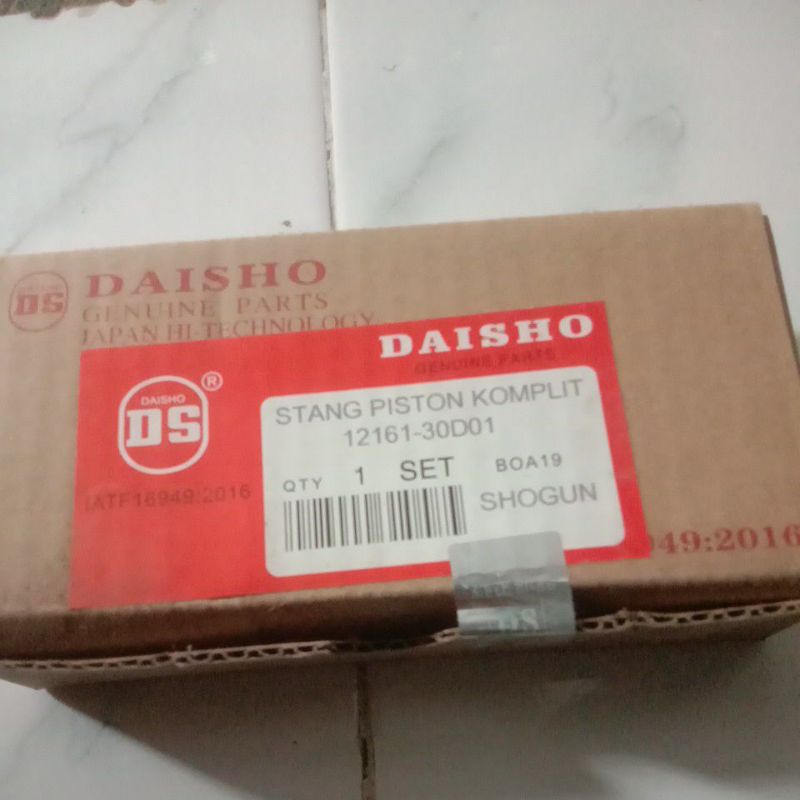 DAISHO
DS
GENUINE PARTS
JAPAN HI-TECHNOLOGY
DAISHO
GENUINE PARTS
®
DAISHO
DS
IATF16949:2016
STANG PISTON KOMPLIT
12161-30D01
QTY 1 SET BOA19
SHOGUN
949:2016
DS